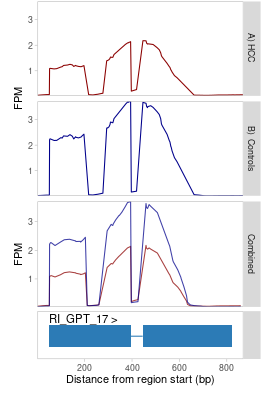 3
2
1
A) HCC
FPM
3
2
1
B) Controls
3
2
1
Combined
FPM
RI_GPT_17 >
200 400 600 800
Distance from region start (bp)